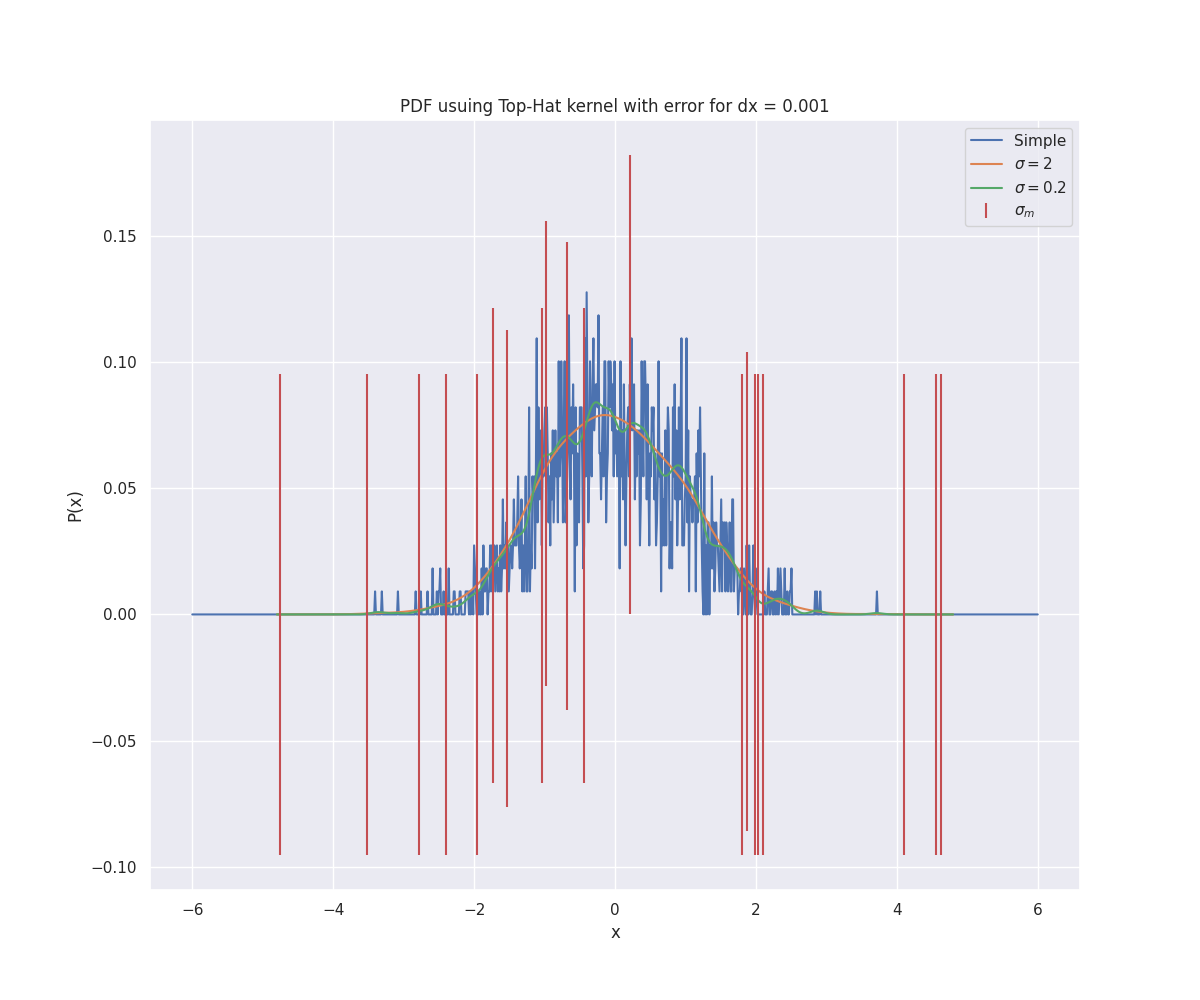 PDF usuing Top-Hat kernel with error for dx = 0.001
Simple
σ = 2
σ = 0.2
σm
0.15
0.10
0.05
0.00
−0.05
−0.10
P(x)
−6 −4 −2 0 2 4 6
x